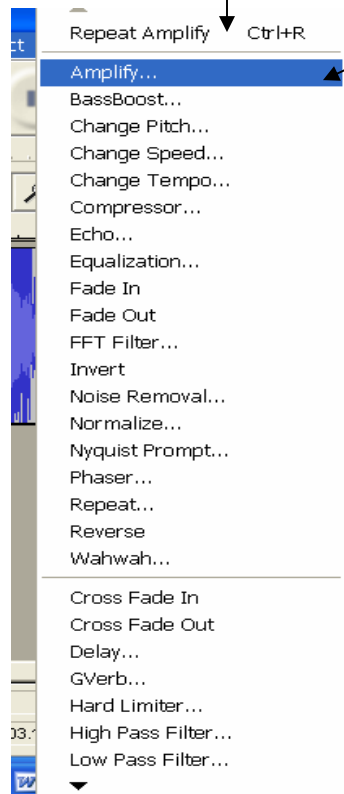 ct
Repeat Amplify Ctrl+R
Amplify...
BassBoost...
Change Pitch...
Change Speed...
Change Tempo...
Compressor...
Echo...
Equalization...
Fade In
Fade Out
FFT Filter...
Invert
Noise Removal...
Normalize...
Nyquist Prompt...
Phaser...
Repeat...
Reverse
Wahwah...
Cross Fade In
Cross Fade Out
Delay...
GVerb...
Hard Limiter...
High Pass Filter...
03.
Low Pass Filter...
W